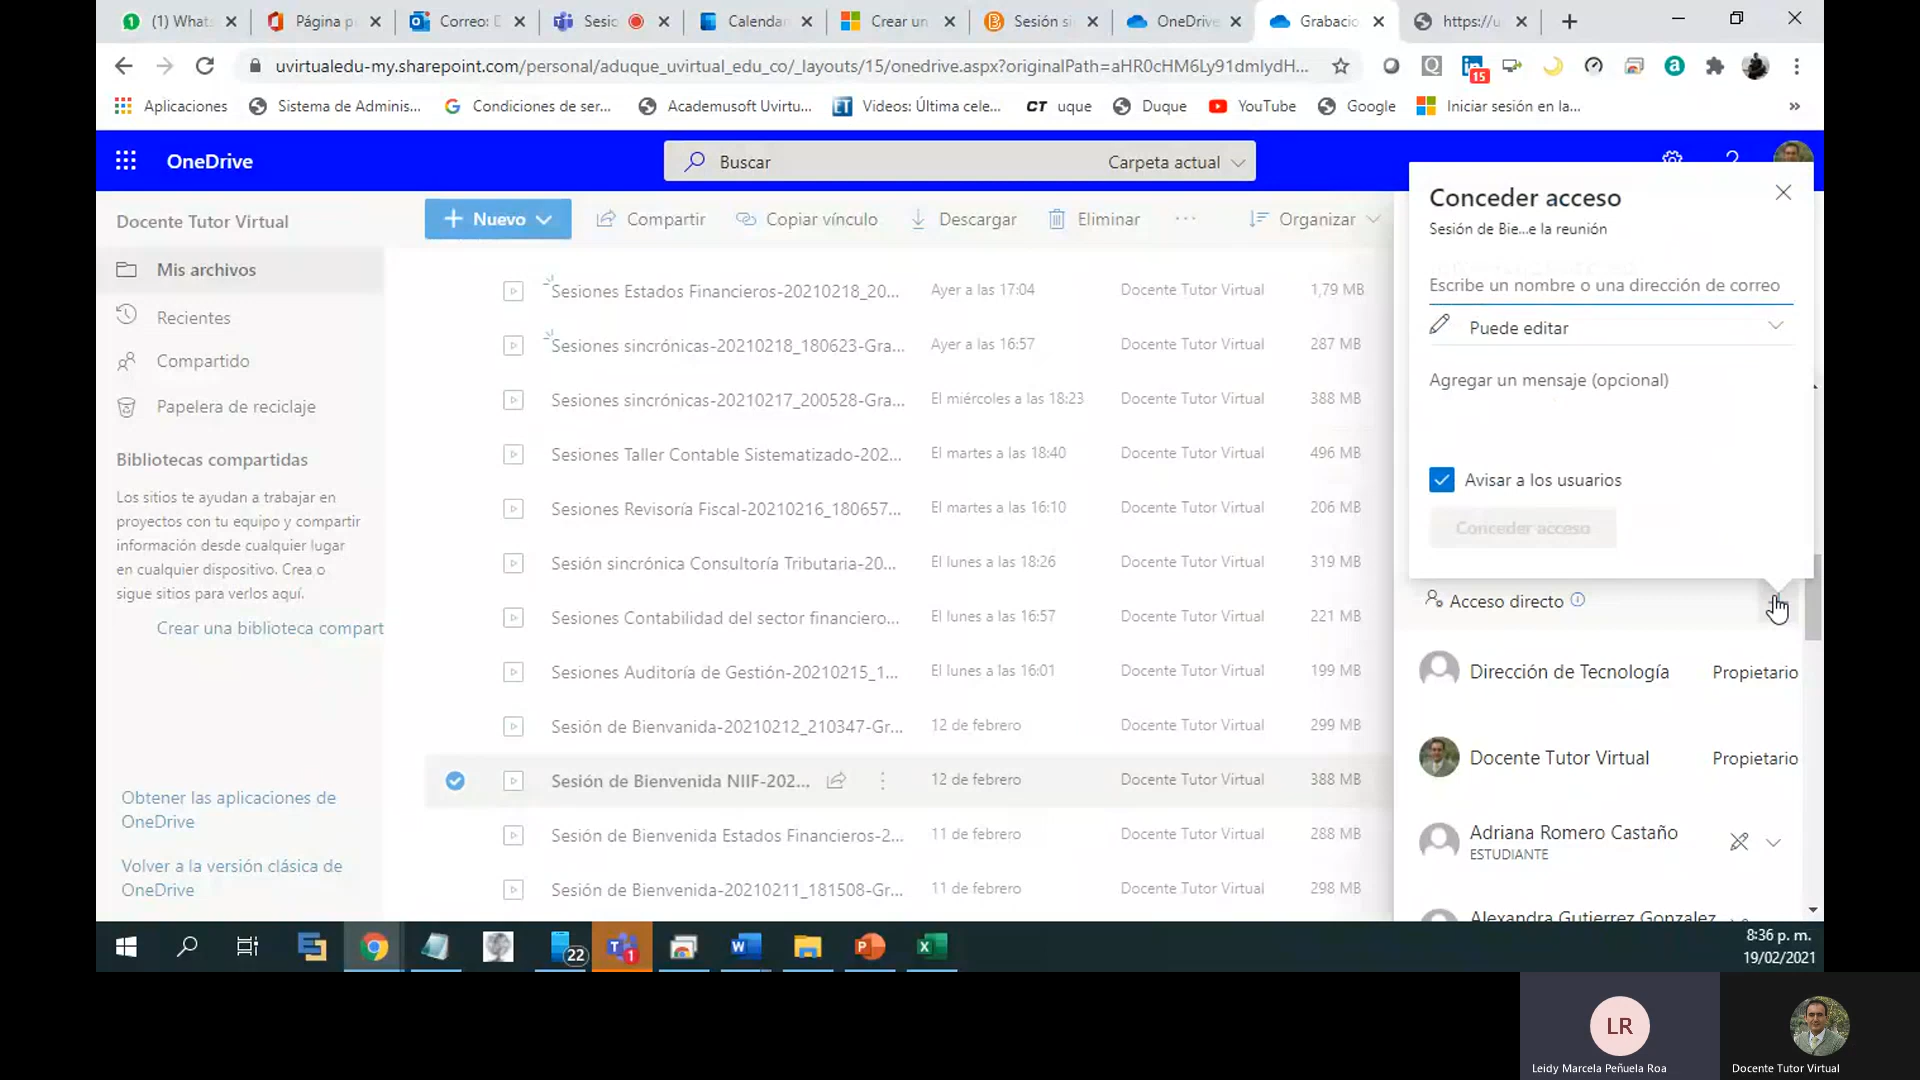 (1) Whats
Página p
Correo: E
Sesio
Calendar
Crear un
Sesión si
OneDrive
Grabacio
https://u
uvirtualedu-my.sharepoint.com/personal/aduque_uvirtual_edu_co/_layouts/15/onedrive.aspx?originalPath=aHR0cHM6Ly91dmlydH...
15
Aplicaciones
Sistema de Adminis...
Condiciones de ser...
Academusoft Uvirtu...
ET Videos: Última cele...
CT uque
Duque
YouTube
Google
Iniciar sesión en la...
»
OneDrive
Buscar
Carpeta actual
Docente Tutor Virtual
Mis archivos
Recientes
Compartido
Papelera de reciclaje
Bibliotecas compartidas
Los sitios te ayudan a trabajar en
proyectos con tu equipo y compartir
información desde cualquier lugar
en cualquier dispositivo. Crea o
sigue sitios para verlos aquí.
Crear una biblioteca compart
Obtener las aplicaciones de
OneDrive
Volver a la versión clásica de
OneDrive
+ Nuevo
Compartir
Copiar vínculo
Descargar
Eliminar
...
Organizar
Sesiones Estados Financieros-20210218_20... Ayer a las 17:04 Docente Tutor Virtual 1,79 MB
Sesiones sincrónicas-20210218_180623-Gra... Ayer a las 16:57 Docente Tutor Virtual 287 MB
Sesiones sincrónicas-20210217_200528-Gra... El miércoles a las 18:23 Docente Tutor Virtual 388 MB
Sesiones Taller Contable Sistematizado-202... El martes a las 18:40 Docente Tutor Virtual 496 MB
Sesiones Revisoría Fiscal-20210216_180657... El martes a las 16:10 Docente Tutor Virtual 206 MB
Sesión sincrónica Consultoría Tributaria-20... El lunes a las 18:26 Docente Tutor Virtual 319 MB
Sesiones Contabilidad del sector financiero... El lunes a las 16:57 Docente Tutor Virtual 221 MB
Sesiones Auditoría de Gestión-20210215_1... El lunes a las 16:01 Docente Tutor Virtual 199 MB
Sesión de Bienvanida-20210212_210347-Gr... 12 de febrero Docente Tutor Virtual 299 MB
Sesión de Bienvenida NIIF-202... 12 de febrero Docente Tutor Virtual 388 MB
Sesión de Bienvenida Estados Financieros-2... 11 de febrero Docente Tutor Virtual 288 MB
Sesión de Bienvenida-20210211_181508-Gr... 11 de febrero Docente Tutor Virtual 298 MB
Conceder acceso
Sesión de Bie...e la reunión
Escribe un nombre o una dirección de correo
Puede editar
Agregar un mensaje (opcional)
Avisar a los usuarios
Conceder acceso
Acceso directo
Dirección de Tecnología Propietario
Docente Tutor Virtual Propietario
Adriana Romero Castaño
ESTUDIANTE
Alexandra Gutierrez Gonzalez
22
1
8:36 p. m.
19/02/2021
LR
Leidy Marcela Peñuela Roa
Docente Tutor Virtual